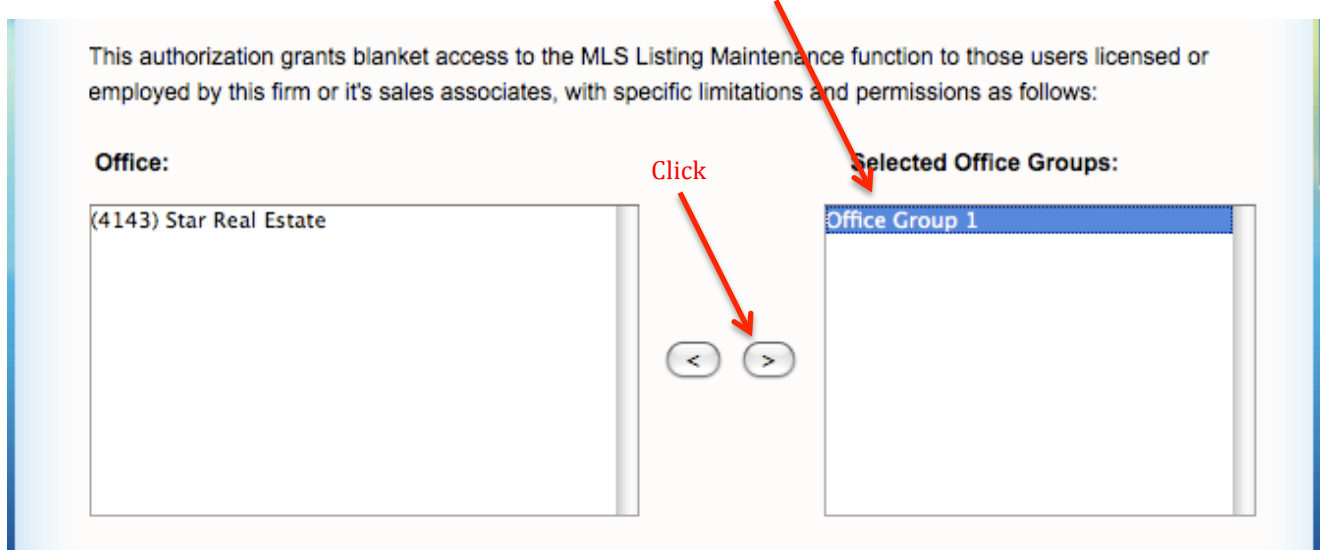 This authorization grants blanket access to the MLS Listing Maintenance function to those users licensed or
employed by this firm or it's sales associates, with specific limitations and permissions as follows:
Office:
Click
Selected Office Groups:
(4143) Star Real Estate
Office Group 1
<
>